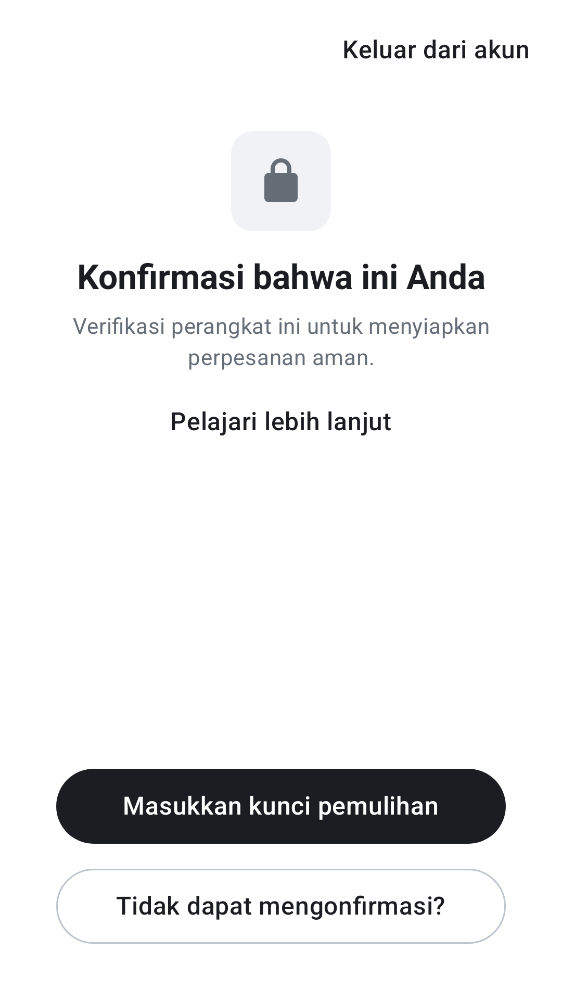 Keluar dari akun
Konfirmasi bahwa ini Anda
Verifikasi perangkat ini untuk menyiapkan
perpesanan aman.
Pelajari lebih lanjut
Masukkan kunci pemulihan
Tidak dapat mengonfirmasi?